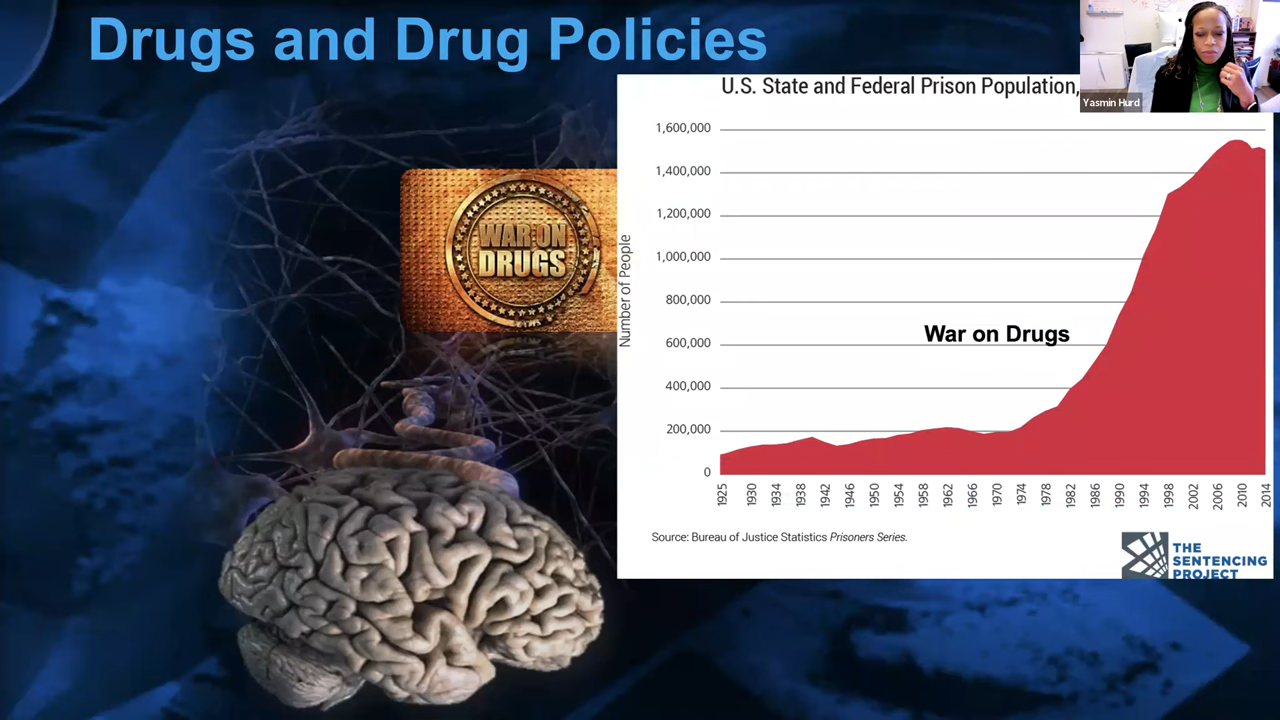 Drugs and Drug Policies
Yasmin Hurd
WAR ON
DRUGS
U.S. State and Federal Prison Population,
Number of People
1,600,000
1,400,000
1,200,000
1,000,000
800,000
600,000
400,000
200,000
0
War on Drugs
1925 1930 1934 1938 1942 1946 1950 1954 1958 1962 1966 1970 1974 1978 1982 1986 1990 1994 1998 2002 2006 2010 2014
Source: Bureau of Justice Statistics Prisoners Series.
THE
SENTENCING
PROJECT